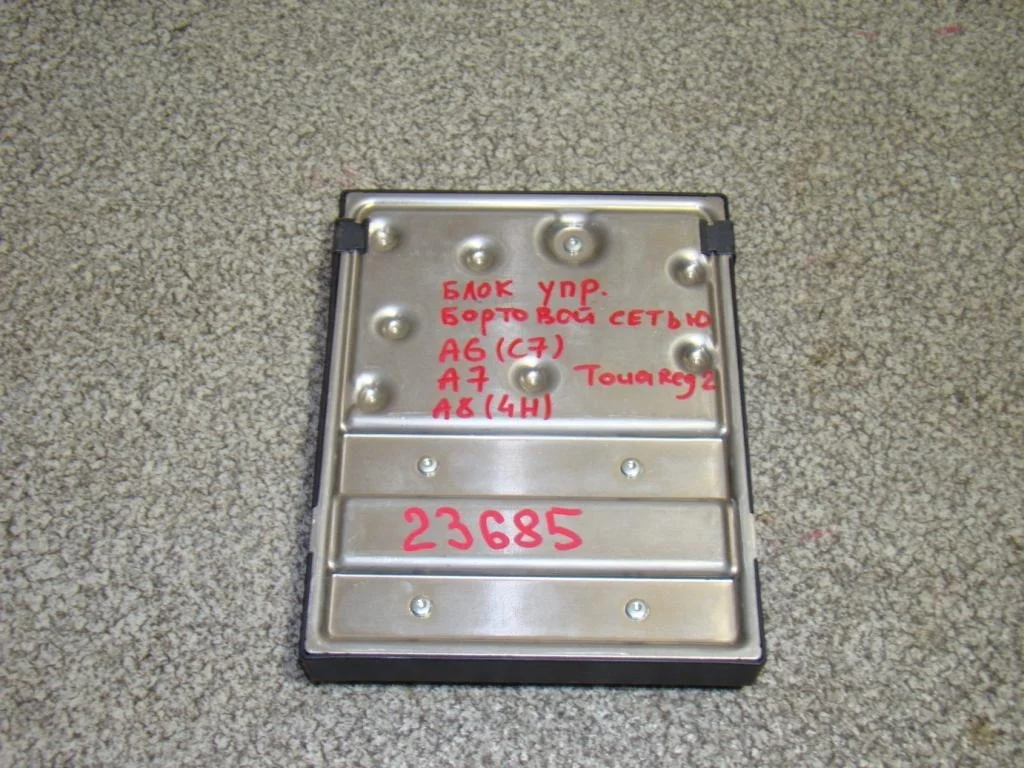 БЛОК УПР.
БОРТОВОЙ СЕТЬЮ
A6 (C7)
A7 Touareg 2
A8 (4H)
23685